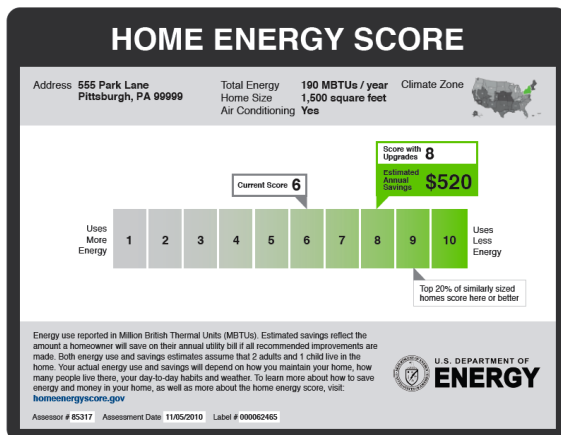 HOME ENERGY SCORE
Address 555 Park Lane
Pittsburgh, PA 99999
Total Energy 190 MBTUs / year
Home Size 1,500 square feet
Air Conditioning Yes
Climate Zone
Current Score 6
Score with Upgrades 8
Estimated Annual Savings $520
Uses More Energy
1 2 3 4 5 6 7 8 9 10
Uses Less Energy
Top 20% of similarly sized
homes score here or better
Energy use reported in Million British Thermal Units (MBTUs). Estimated savings reflect the
amount a homeowner will save on their annual utility bill if all recommended improvements are
made. Both energy use and savings estimates assume that 2 adults and 1 child live in the
home. Your actual energy use and savings will depend on how you maintain your home, how
many people live there, your day-to-day habits and weather. To learn more about how to save
energy and money in your home, as well as more about the home energy score, visit:
homeenergyscore.gov
Assessor # 85317 Assessment Date 11/05/2010 Label # 000062465
U.S. DEPARTMENT OF
ENERGY